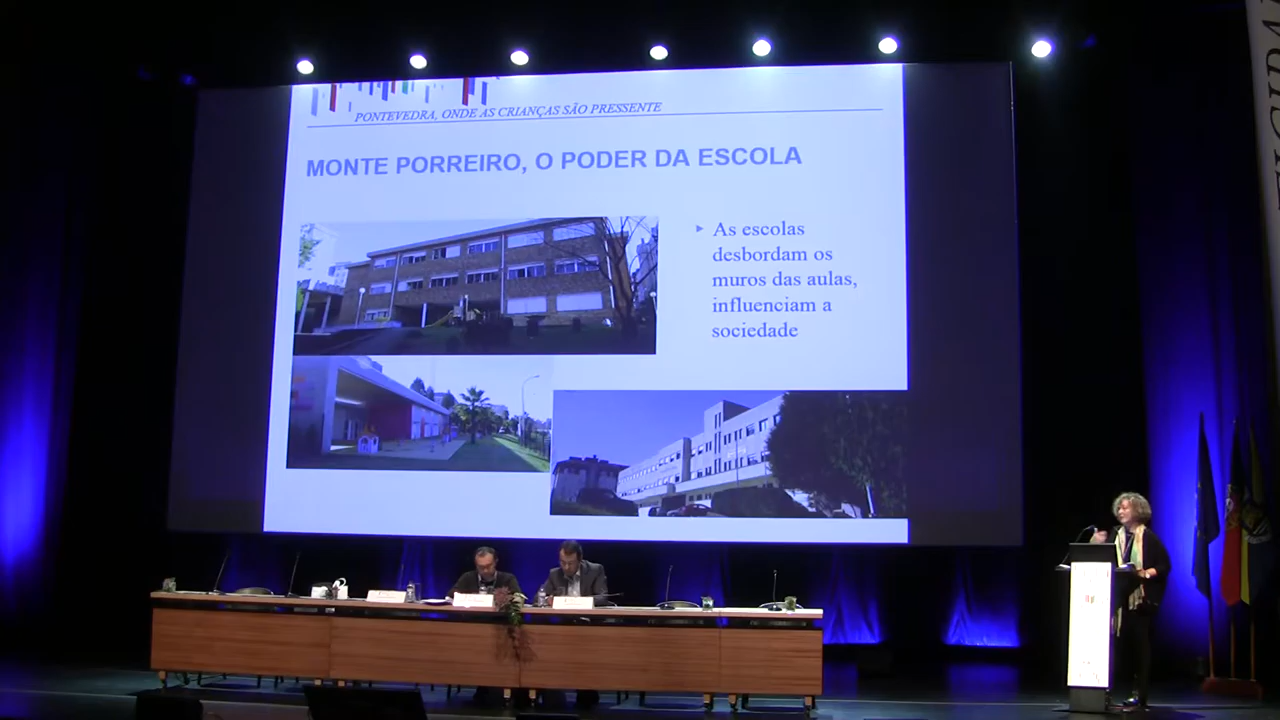 PONTEVEDRA, ONDE AS CRIANÇAS SÃO PRESSENTE
MONTE PORREIRO, O PODER DA ESCOLA
As escolas
desbordam os
muros das aulas,
influenciam a
sociedade